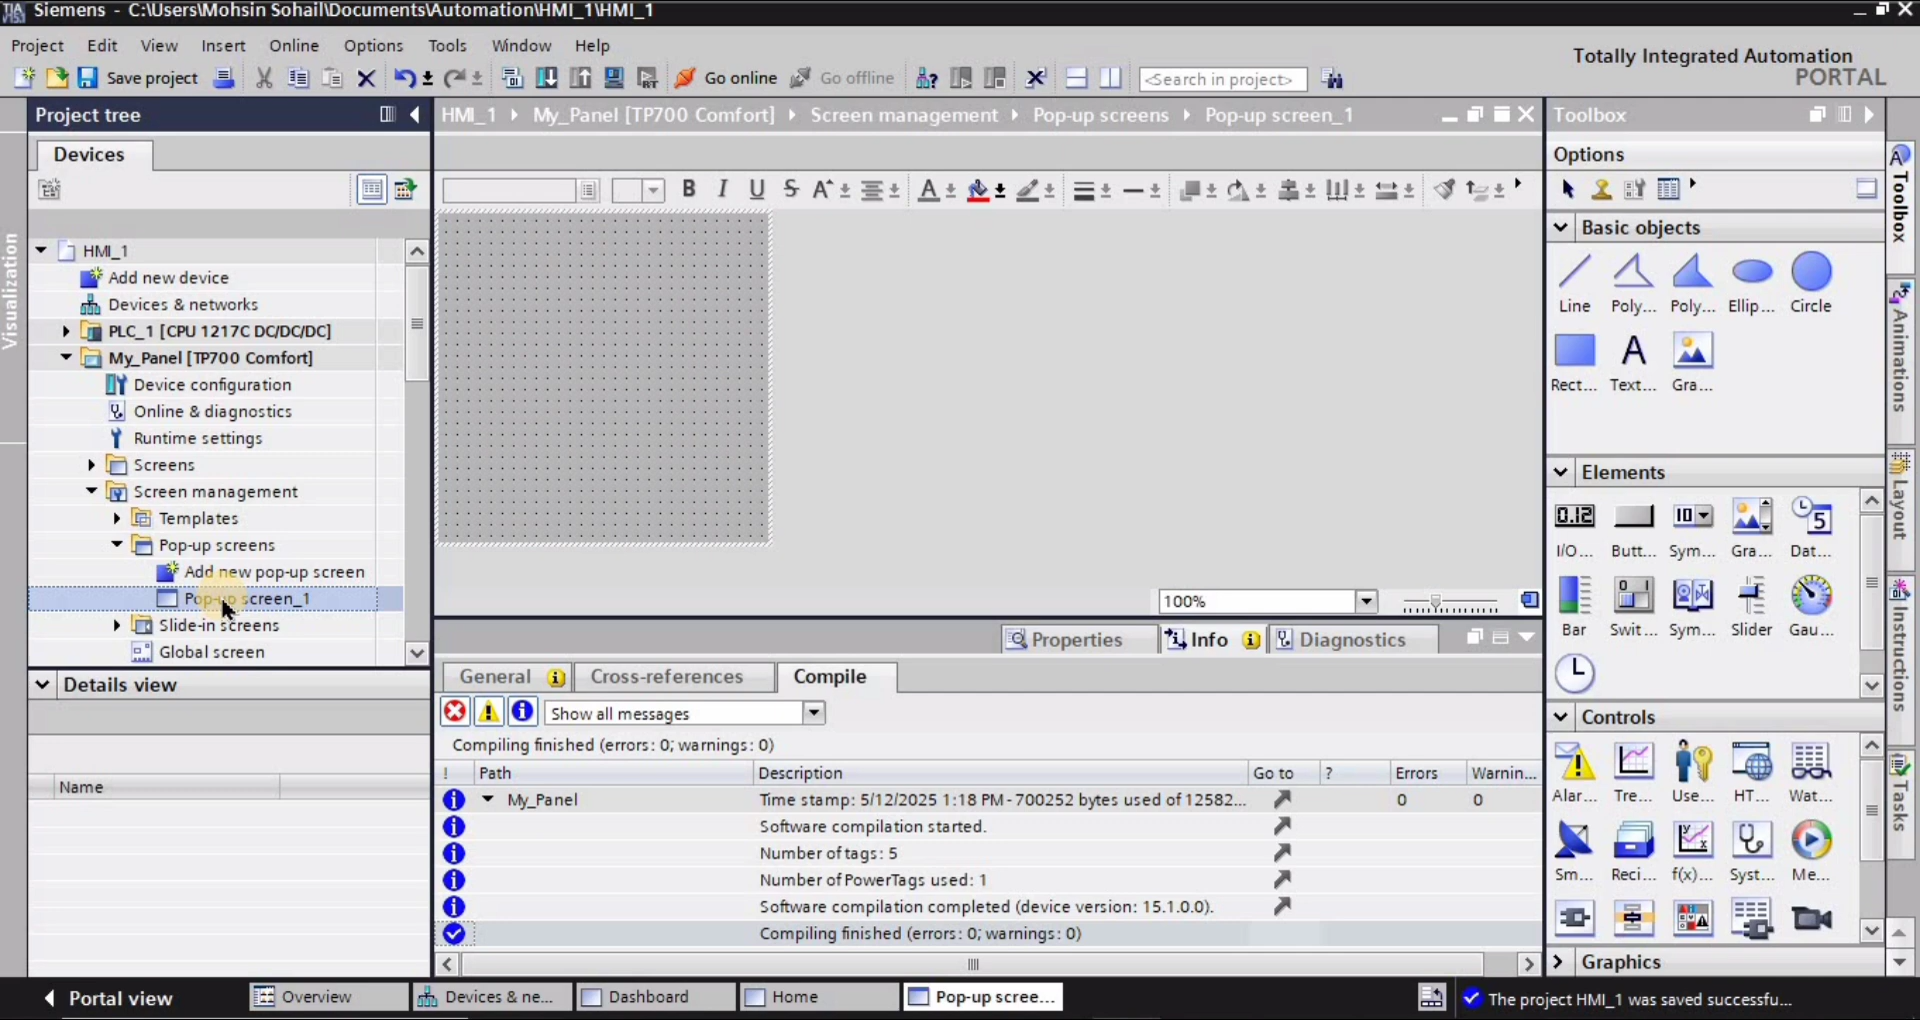 Siemens - C:\Users\Mohsin Sohail\Documents\Automation\HMI_1\HMI_1
Project Edit View Insert Online Options Tools Window Help
Totally Integrated Automation
PORTAL
Save project Go online Go offline <Search in project>
Project tree
HMI_1 My_Panel [TP700 Comfort] Screen management Pop-up screens Pop-up screen_1
Toolbox
Devices
Options
Visualization
HMI_1
Add new device
Devices & networks
PLC_1 [CPU 1217C DC/DC/DC]
My_Panel [TP700 Comfort]
Device configuration
Online & diagnostics
Runtime settings
Screens
Screen management
Templates
Pop-up screens
Add new pop-up screen
Pop-up screen_1
Slide-in screens
Global screen
Details view
Name
B I U S A A
100%
Properties Info Diagnostics
General Cross-references Compile
Show all messages
Compiling finished (errors: 0; warnings: 0)
! Path Description Go to ? Errors Warnin...
My_Panel Time stamp: 5/12/2025 1:18 PM - 700252 bytes used of 12582... 0 0
Software compilation started.
Number of tags: 5
Number of PowerTags used: 1
Software compilation completed (device version: 15.1.0.0).
Compiling finished (errors: 0; warnings: 0)
Basic objects
Line Poly... Poly... Ellip... Circle
Rect... Text... Gra...
Elements
I/O... Butt... Sym... Gra... Dat...
Bar Swit... Sym... Slider Gau...
Controls
Alar... Tre... Use... HT... Wat...
Sm... Reci... f(x)... Syst... Me...
Graphics
Toolbox
Animations
Layout
Instructions
Tasks
Portal view Overview Devices & ne... Dashboard Home Pop-up scree... The project HMI_1 was saved successfu...